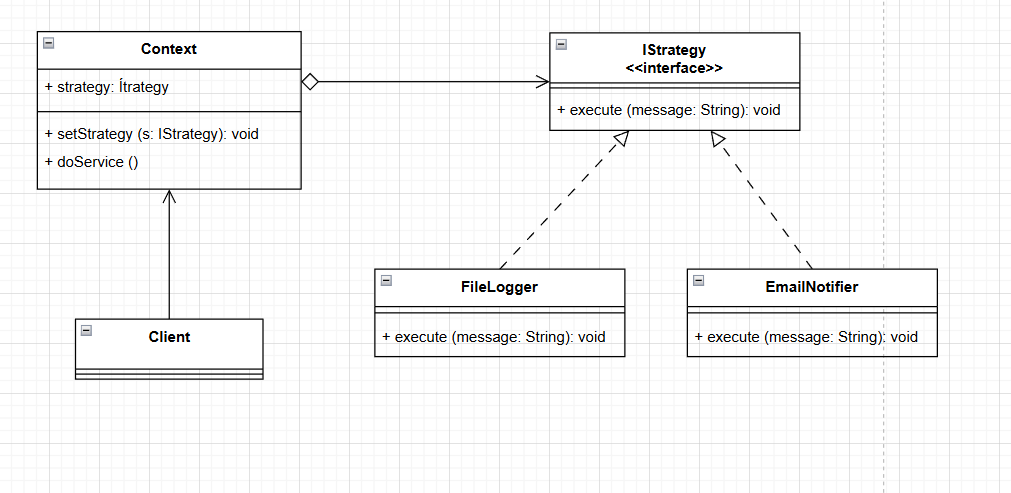 Context
+ strategy: Ítrategy
+ setStrategy (s: IStrategy): void
+ doService ()
IStrategy
<<interface>>
+ execute (message: String): void
FileLogger
+ execute (message: String): void
EmailNotifier
+ execute (message: String): void
Client